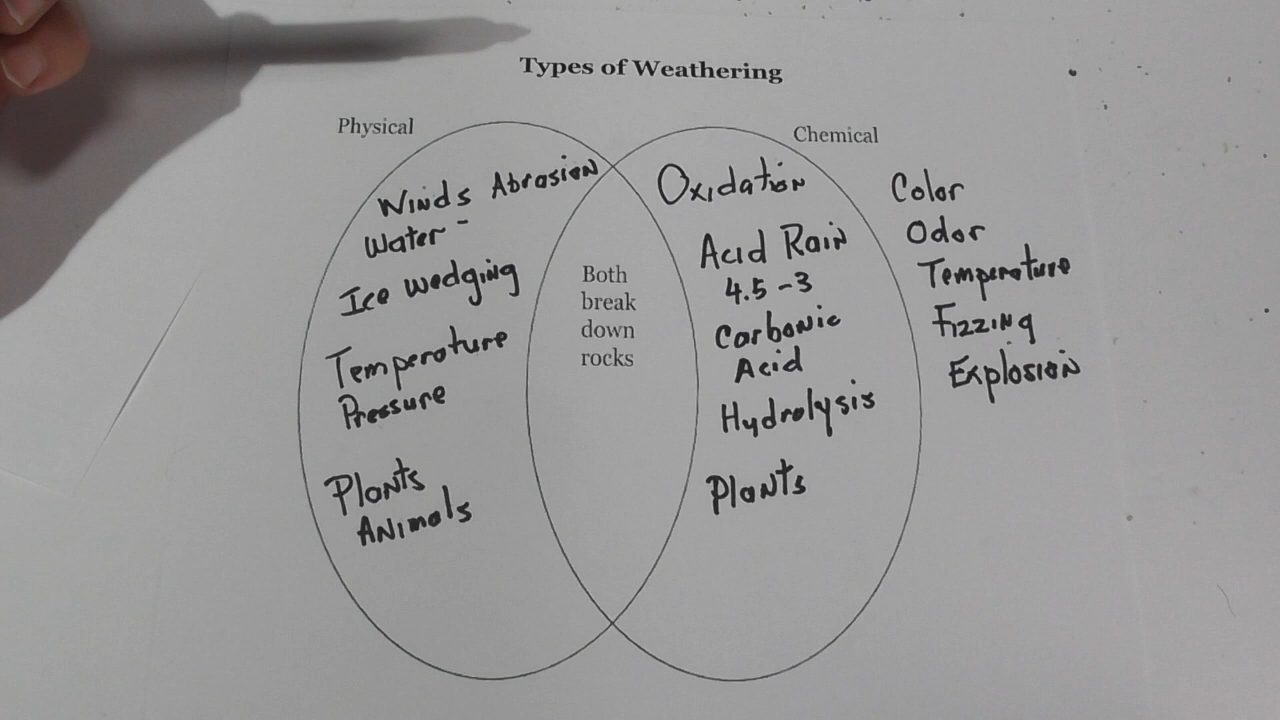 Types of Weathering
Physical
Winds Abrasion
Water -
Ice wedging
Temperature
Pressure
Plants
Animals
Both
break
down
rocks
Chemical
Oxidation
Acid Rain
4.5 - 3
Carbonic
Acid
Hydrolysis
Plants
Color
Odor
Temperature
Fizzing
Explosion